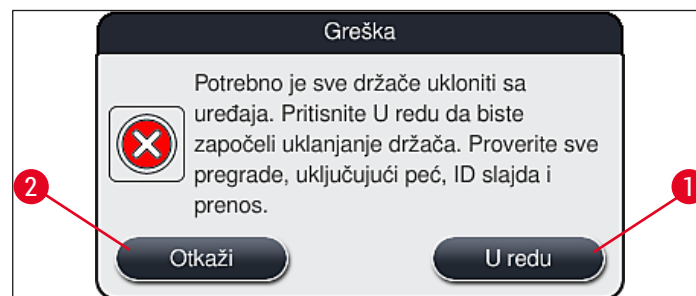 Greška
Potrebno je sve držače ukloniti sa
uređaja. Pritisnite U redu da biste
započeli uklanjanje držača. Proverite sve
pregrade, uključujući peć, ID slajda i
prenos.
2
1
Otkaži
U redu